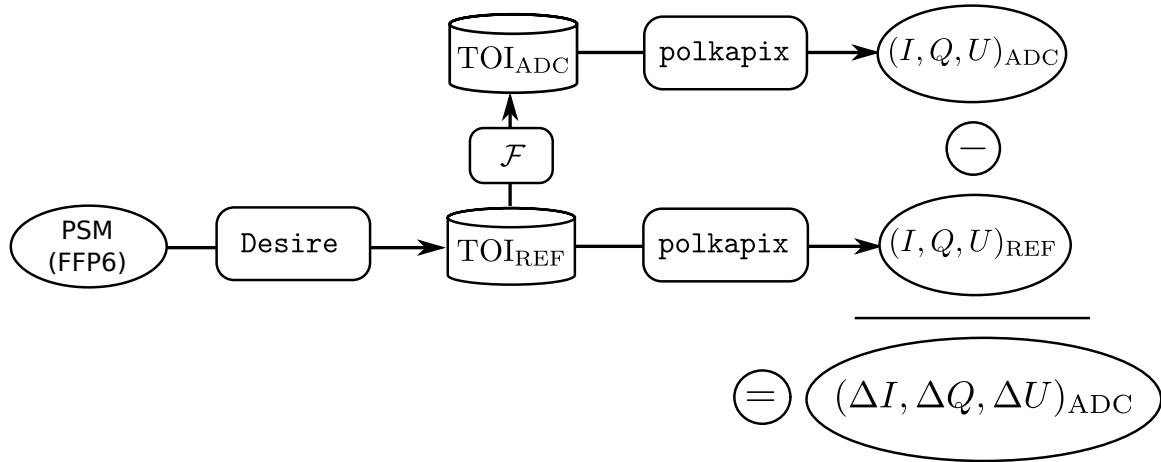 TOI_ADC polkapix (I, Q, U)_ADC
−
ℱ
PSM
(FFP6)
Desire TOI_REF polkapix (I, Q, U)_REF
= (ΔI, ΔQ, ΔU)_ADC